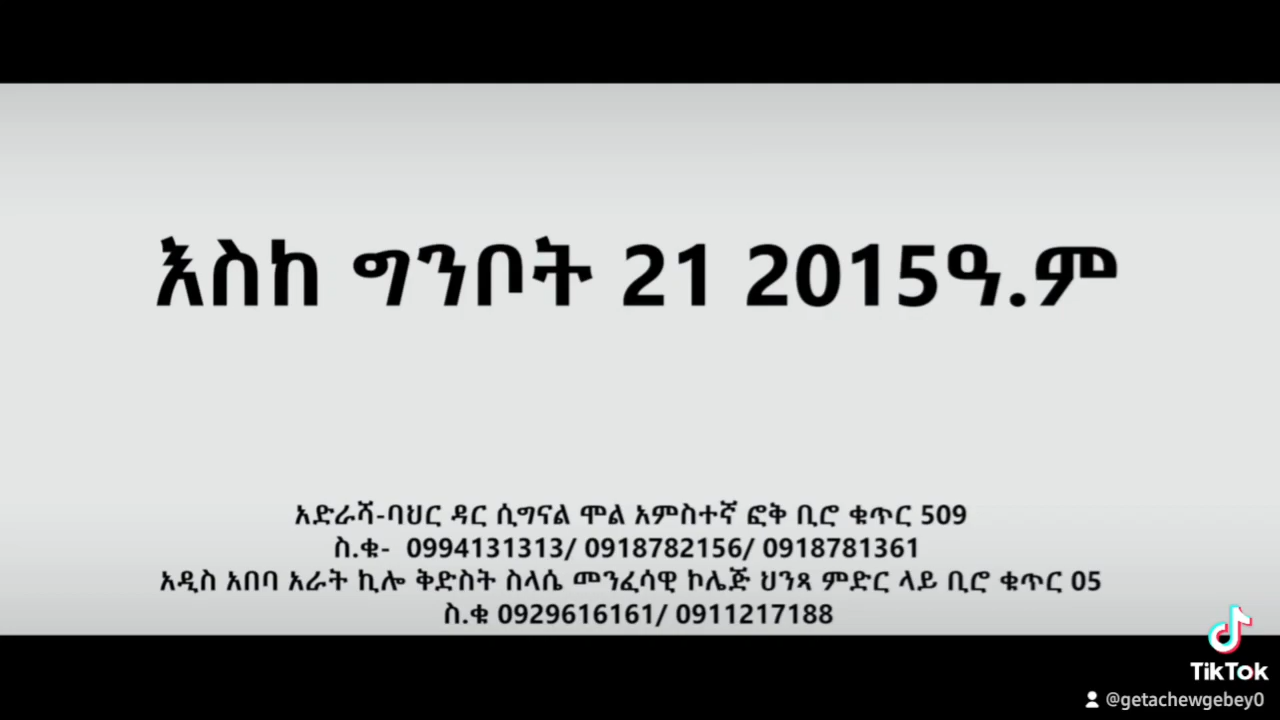 እስከ ግንቦት 21 2015ዓ.ም
አድራሻ-ባህር ዳር ሲግናል ሞል አምስተኛ ፎቅ ቢሮ ቁጥር 509
ስ.ቁ- 0994131313/ 0918782156/ 0918781361
አዲስ አበባ አራት ኪሎ ቅድስት ስላሴ መንፈሳዊ ኮሌጅ ህንጻ ምድር ላይ ቢሮ ቁጥር 05
ስ.ቁ 0929616161/ 0911217188
TikTok
@getachewgebey0